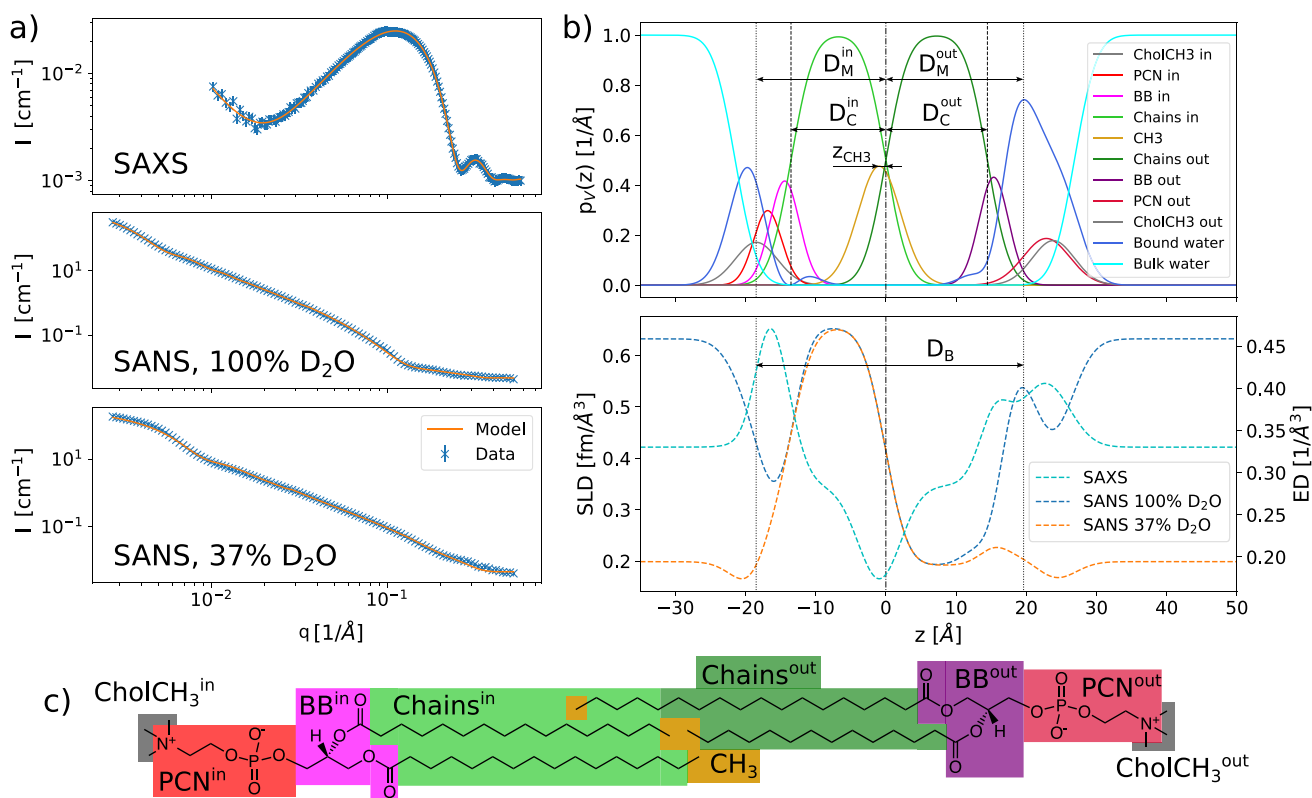 a)
I [cm⁻¹]
10⁻²
10⁻³
SAXS
I [cm⁻¹]
10¹
10⁻¹
SANS, 100% D₂O
I [cm⁻¹]
10¹
10⁻¹
SANS, 37% D₂O
Model
Data
10⁻² 10⁻¹
q [1/Å]
b)
pᵥ(z) [1/Å]
1.0
0.8
0.6
0.4
0.2
0.0
D_M^in D_M^out
D_C^in D_C^out
z_CH3
CholCH3 in
PCN in
BB in
Chains in
CH3
Chains out
BB out
PCN out
CholCH3 out
Bound water
Bulk water
SLD [fm/Å³]
0.6
0.5
0.4
0.3
0.2
D_B
SAXS
SANS 100% D₂O
SANS 37% D₂O
0.45
0.40
0.35
0.30
0.25
0.20
ED [1/Å³]
−30 −20 −10 0 10 20 30 40 50
z [Å]
c)
CholCH₃^in
PCN^in
BB^in
Chains^in
Chains^out
CH₃
BB^out
PCN^out
CholCH₃^out
N⁺
O
P
O⁻
O
O
H
O
O
O
O
O
O
O
O
H
O
O
P
O⁻
O
N⁺